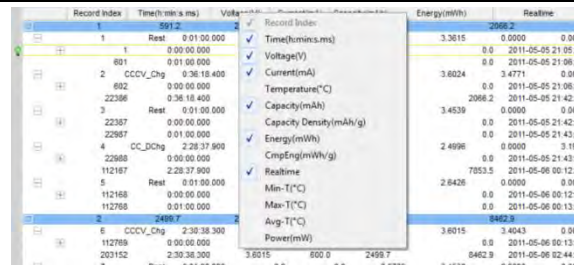 Record Index Time(h:min:s.ms) Energy(mWh) Realtime
1 591.2 2066.2
1 Rest 0:01:00.000 3.3615 0.0000 0.00
1 0:00:00.000 0.0 2011-05-05 21:05:
601 0:01:00.000 0.0 2011-05-05 21:06:
2 CCCV_Chg 0:36:18.400 3.6024 3.4771 0.00
602 0:00:00.000 0.0 2011-05-05 21:06:
22386 0:36:18.400 2066.2 2011-05-05 21:42:
3 Rest 0:01:00.000 3.4539 0.0000 0.00
22387 0:00:00.000 0.0 2011-05-05 21:42:
22987 0:01:00.000 0.0 2011-05-05 21:43:
4 CC_DChg 2:28:37.900 2.4996 0.0000 3.19
22988 0:00:00.000 0.0 2011-05-05 21:43:
112167 2:28:37.900 7853.5 2011-05-06 00:12:
5 Rest 0:01:00.000 2.6426 0.0000 0.00
112168 0:00:00.000 0.0 2011-05-06 00:12:
112768 0:01:00.000 0.0 2011-05-06 00:13:
2 2499.7 8462.9
6 CCCV_Chg 2:30:38.300 3.6015 3.4043 0.00
112769 0:00:00.000 0.0 2011-05-06 00:13:
203152 2:30:38.300 3.6015 600.0 2499.7 8462.9 2011-05-06 02:44:
Record Index
Time(h:min:s.ms)
Voltage(V)
Current(mA)
Temperature(°C)
Capacity(mAh)
Capacity Density(mAh/g)
Energy(mWh)
CmpEng(mWh/g)
Realtime
Min-T(°C)
Max-T(°C)
Avg-T(°C)
Power(mW)